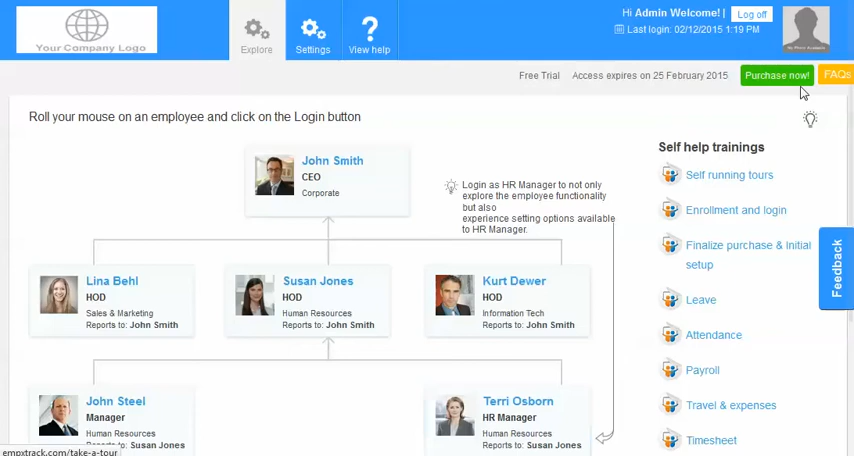 Your Company Logo
Explore
Settings
View help
Hi Admin Welcome! |
Log off
Last login: 02/12/2015 1:19 PM
Free Trial
Access expires on 25 February 2015
Purchase now!
FAQs
Roll your mouse on an employee and click on the Login button
John Smith
CEO
Corporate
Login as HR Manager to not only
explore the employee functionality
but also
experience setting options available
to HR Manager.
Lina Behl
HOD
Sales & Marketing
Reports to: John Smith
Susan Jones
HOD
Human Resources
Reports to: John Smith
Kurt Dewer
HOD
Information Tech
Reports to: John Smith
John Steel
Manager
Human Resources
Reports to: Susan Jones
Terri Osborn
HR Manager
Human Resources
Reports to: Susan Jones
Self help trainings
Self running tours
Enrollment and login
Finalize purchase & Initial
setup
Leave
Attendance
Payroll
Travel & expenses
Timesheet
Feedback
empxtrack.com/take-a-tour